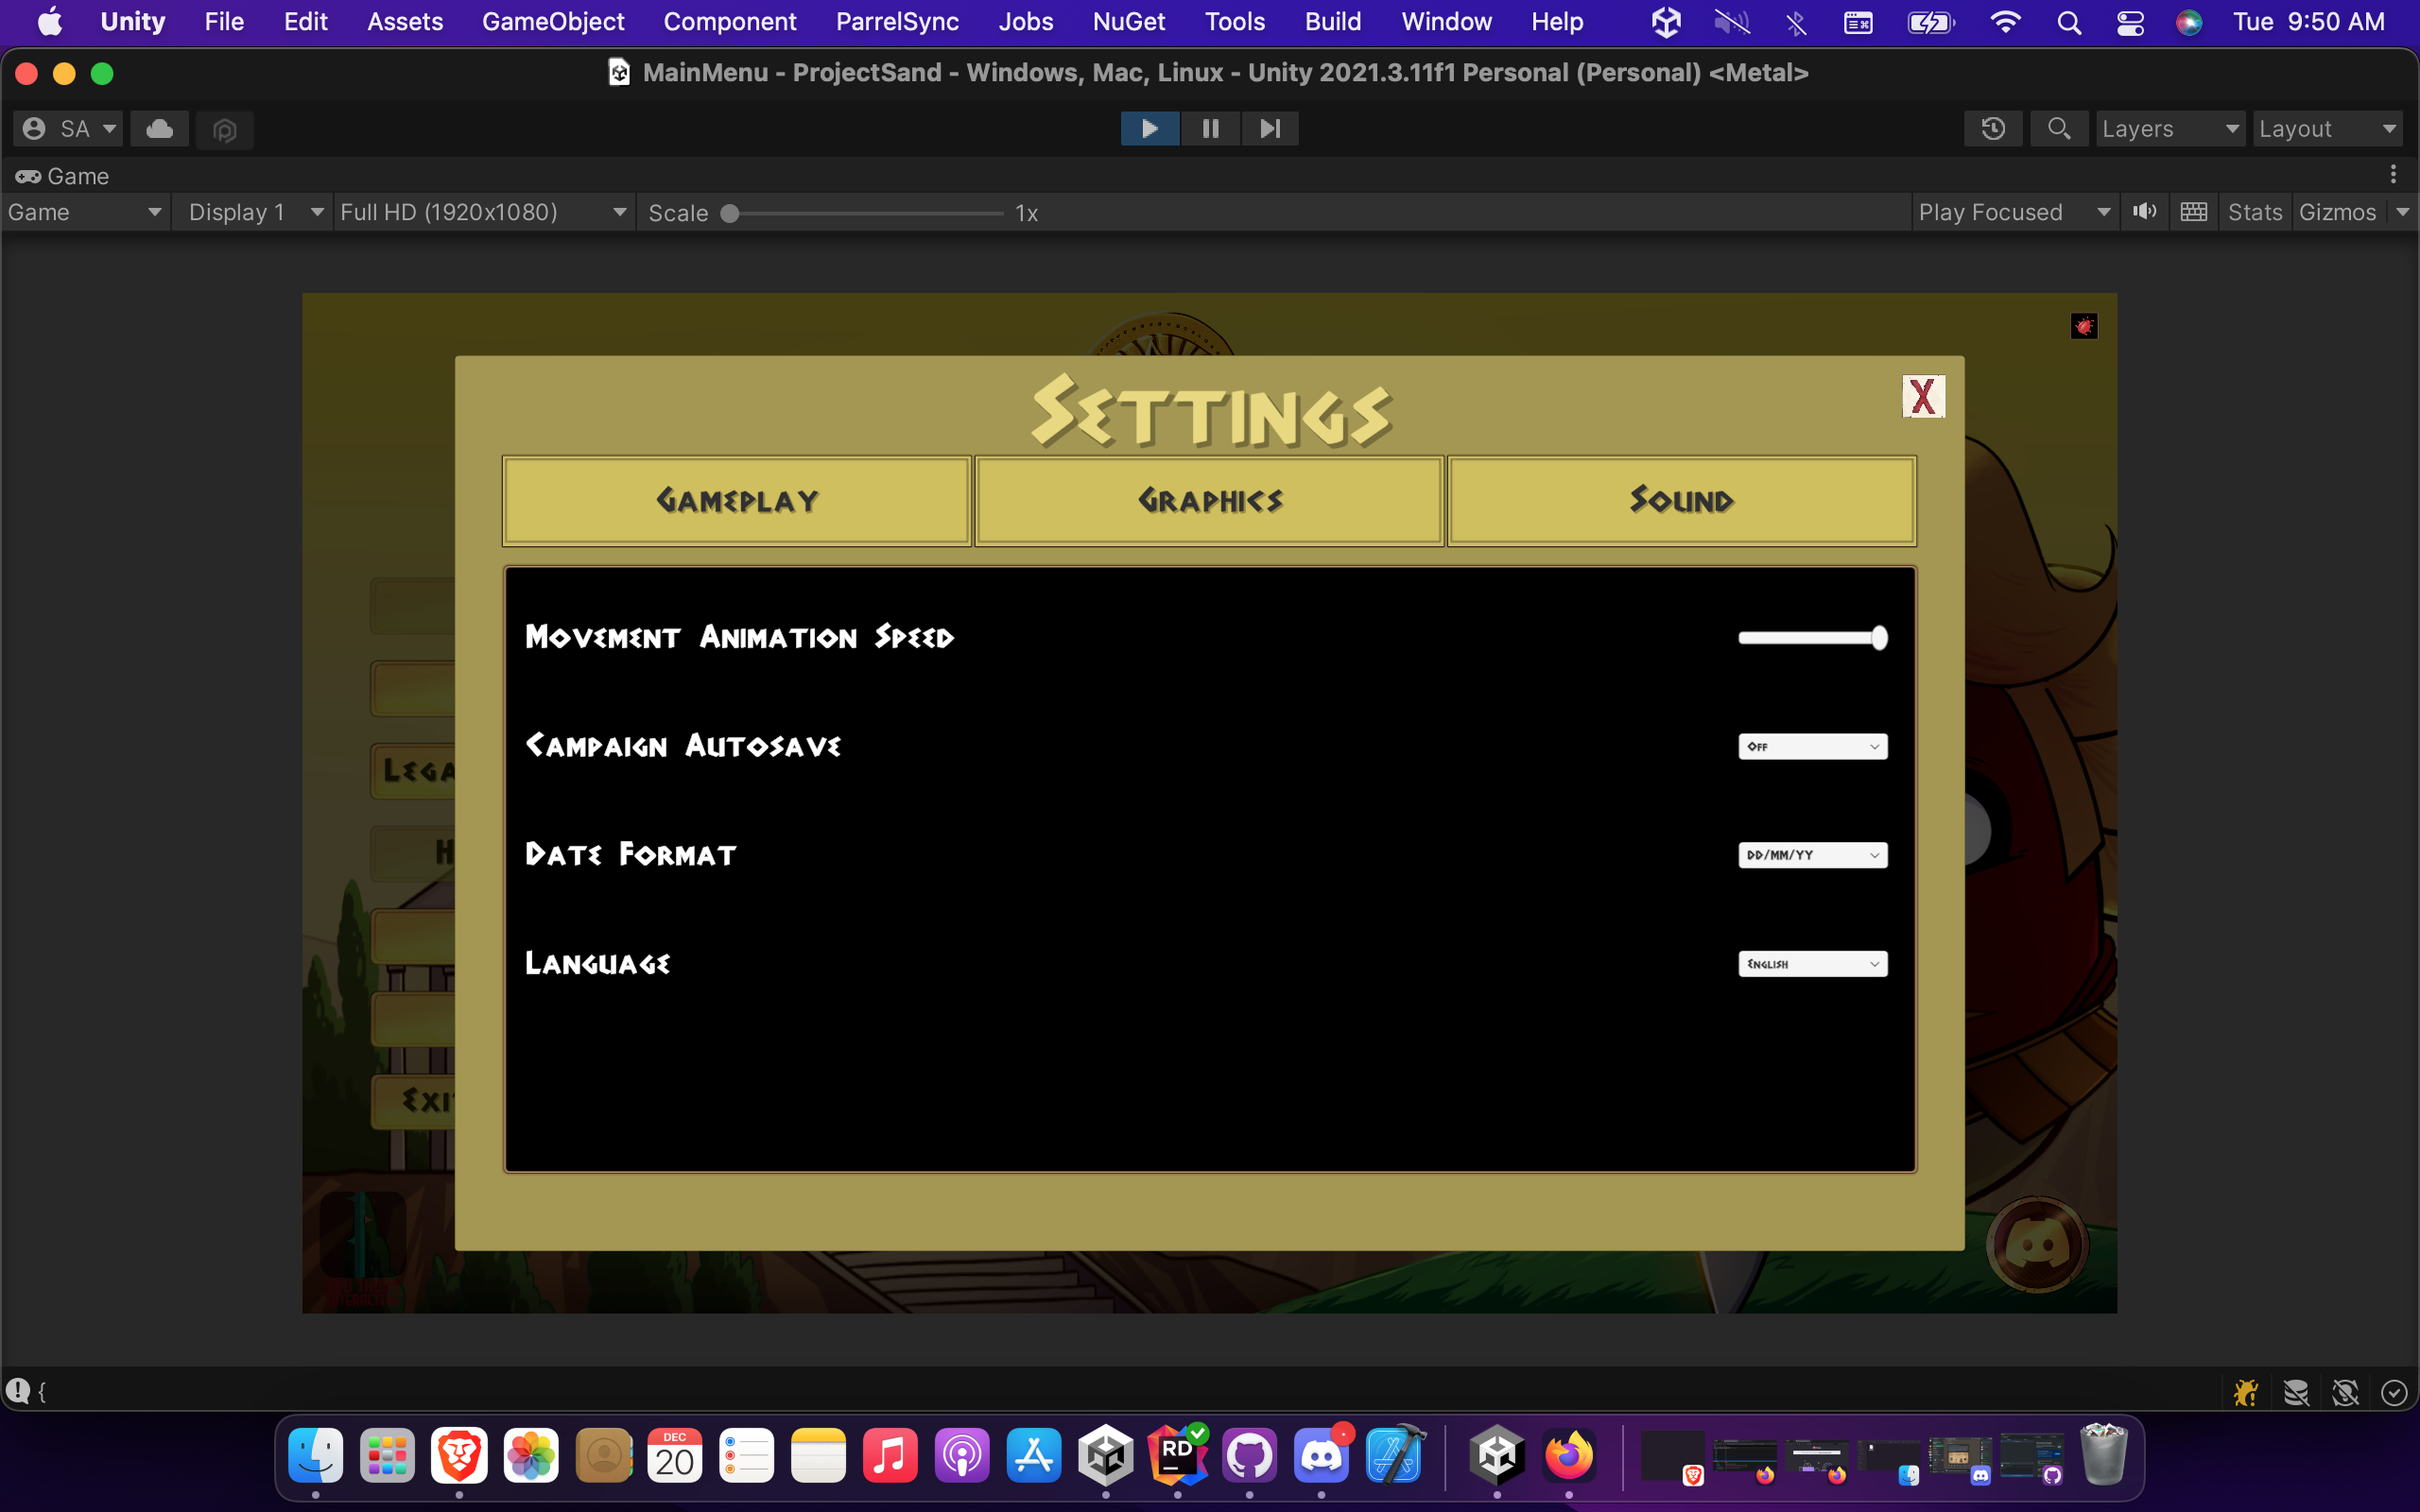 Unity File Edit Assets GameObject Component ParrelSync Jobs NuGet Tools Build Window Help Tue 9:50 AM
MainMenu - ProjectSand - Windows, Mac, Linux - Unity 2021.3.11f1 Personal (Personal) <Metal>
SA Layers Layout
Game
Game Display 1 Full HD (1920x1080) Scale 1x Play Focused Stats Gizmos
Settings
X
Gameplay Graphics Sound
Movement Animation Speed
Campaign Autosave Off
Date Format DD/MM/YY
Language English
{
DEC
20
RD